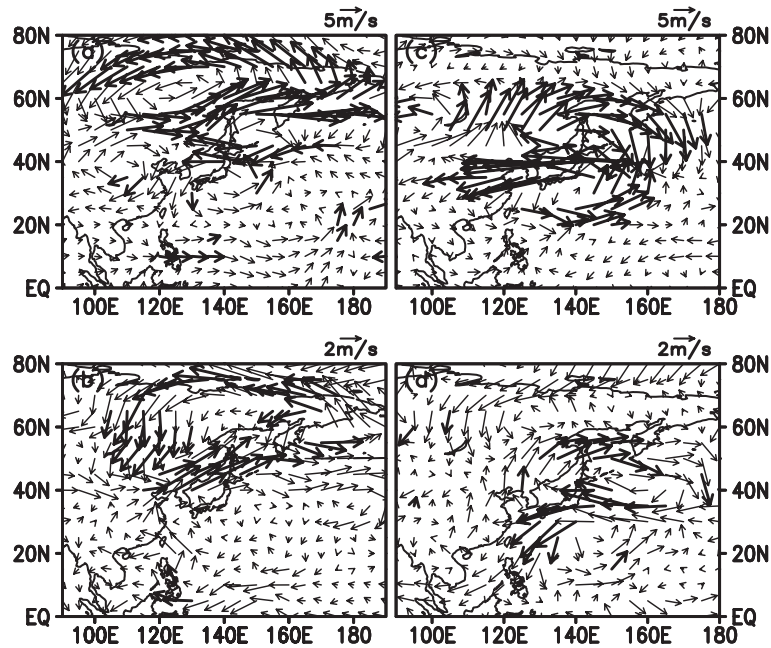 5m/s 5m/s
(a) (c)
80N 80N
60N 60N
40N 40N
20N 20N
EQ EQ
100E 120E 140E 160E 180 100E 120E 140E 160E 180
2m/s 2m/s
(b) (d)
80N 80N
60N 60N
40N 40N
20N 20N
EQ EQ
100E 120E 140E 160E 180 100E 120E 140E 160E 180